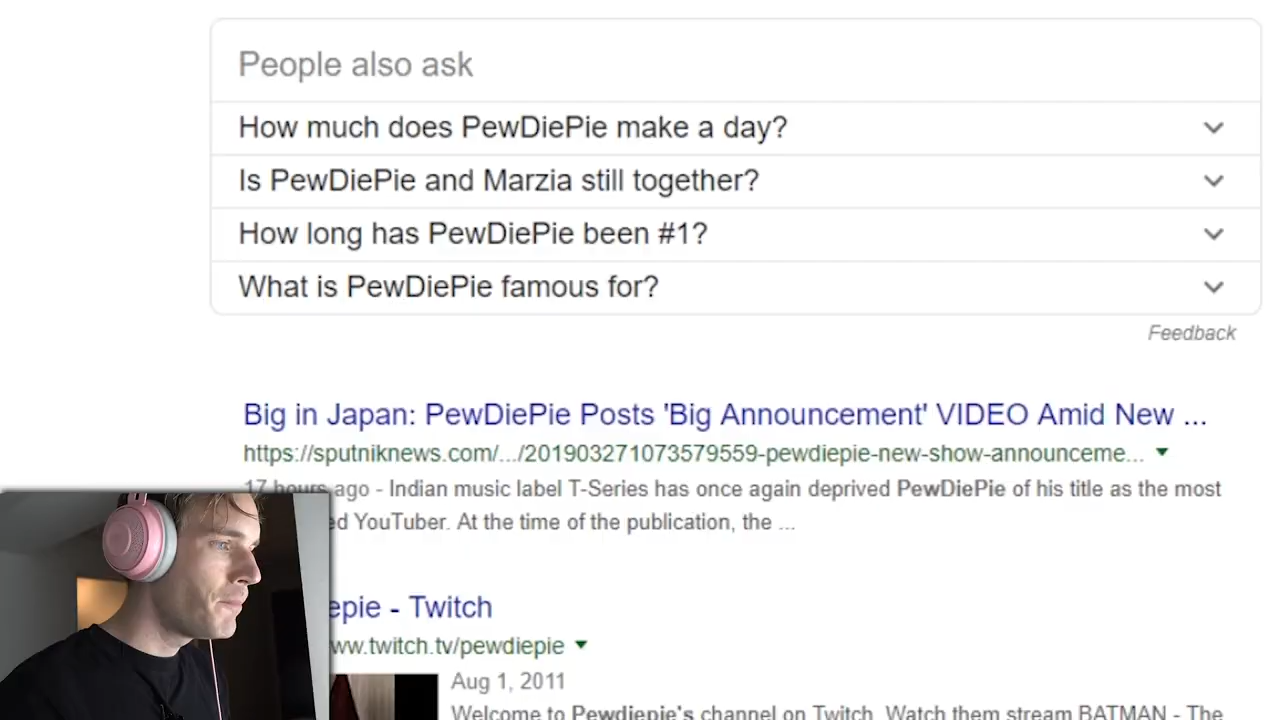 People also ask
How much does PewDiePie make a day?
Is PewDiePie and Marzia still together?
How long has PewDiePie been #1?
What is PewDiePie famous for?
Feedback
Big in Japan: PewDiePie Posts 'Big Announcement' VIDEO Amid New ...
https://sputniknews.com/.../201903271073579559-pewdiepie-new-show-announceme...
17 hours ago - Indian music label T-Series has once again deprived PewDiePie of his title as the most
ed YouTuber. At the time of the publication, the ...
epie - Twitch
ww.twitch.tv/pewdiepie
Aug 1, 2011
Welcome to Pewdiepie's channel on Twitch. Watch them stream BATMAN - The